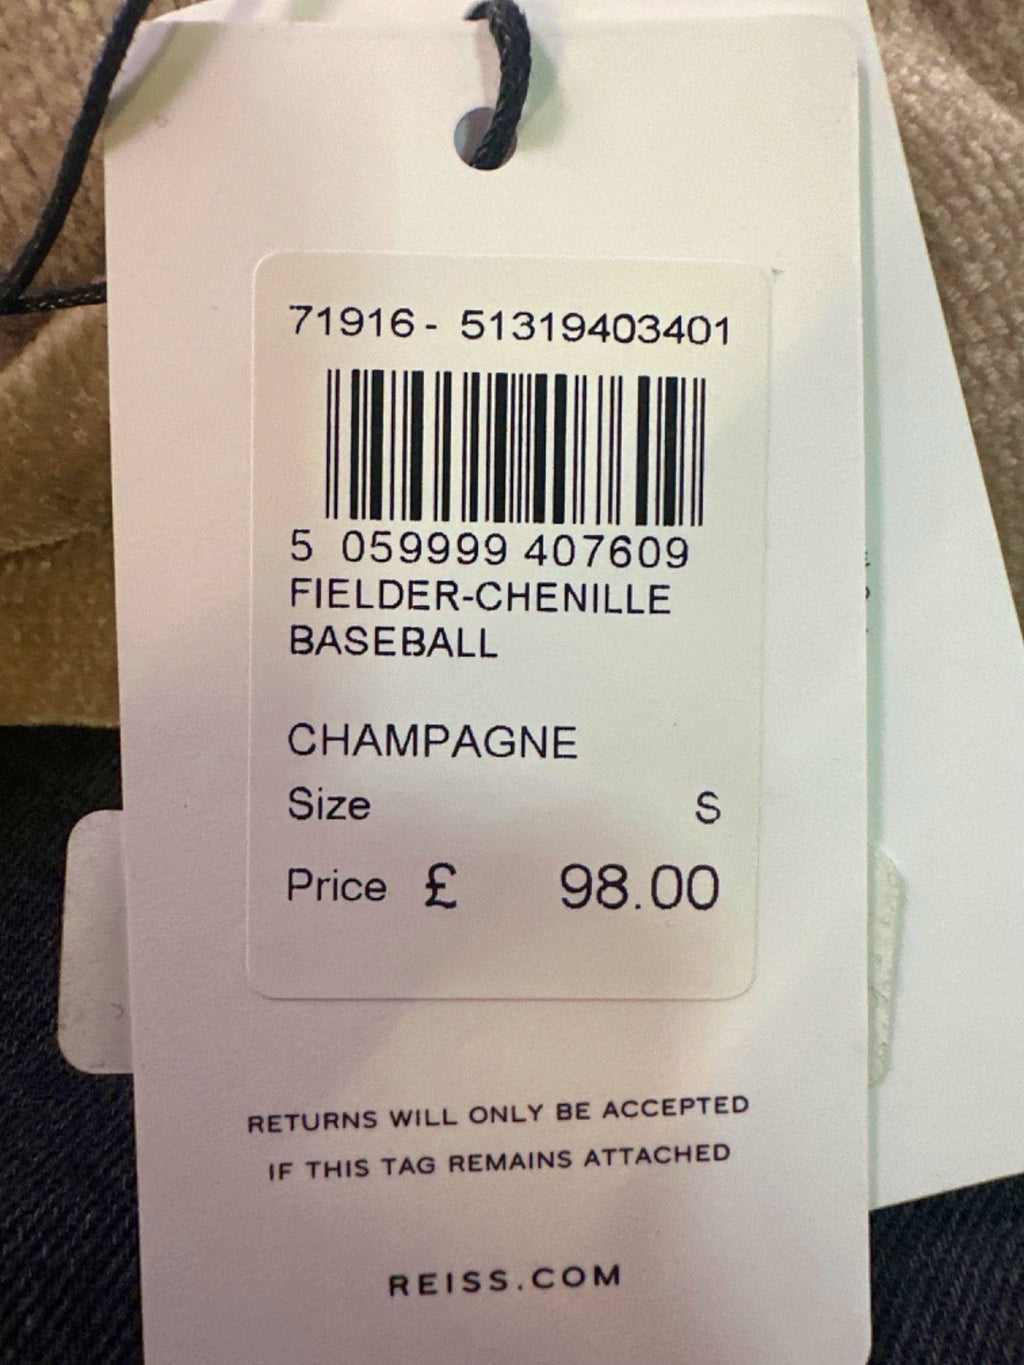 71916- 51319403401
5 059999 407609
FIELDER-CHENILLE
BASEBALL
CHAMPAGNE
Size S
Price £ 98.00
RETURNS WILL ONLY BE ACCEPTED
IF THIS TAG REMAINS ATTACHED
REISS.COM